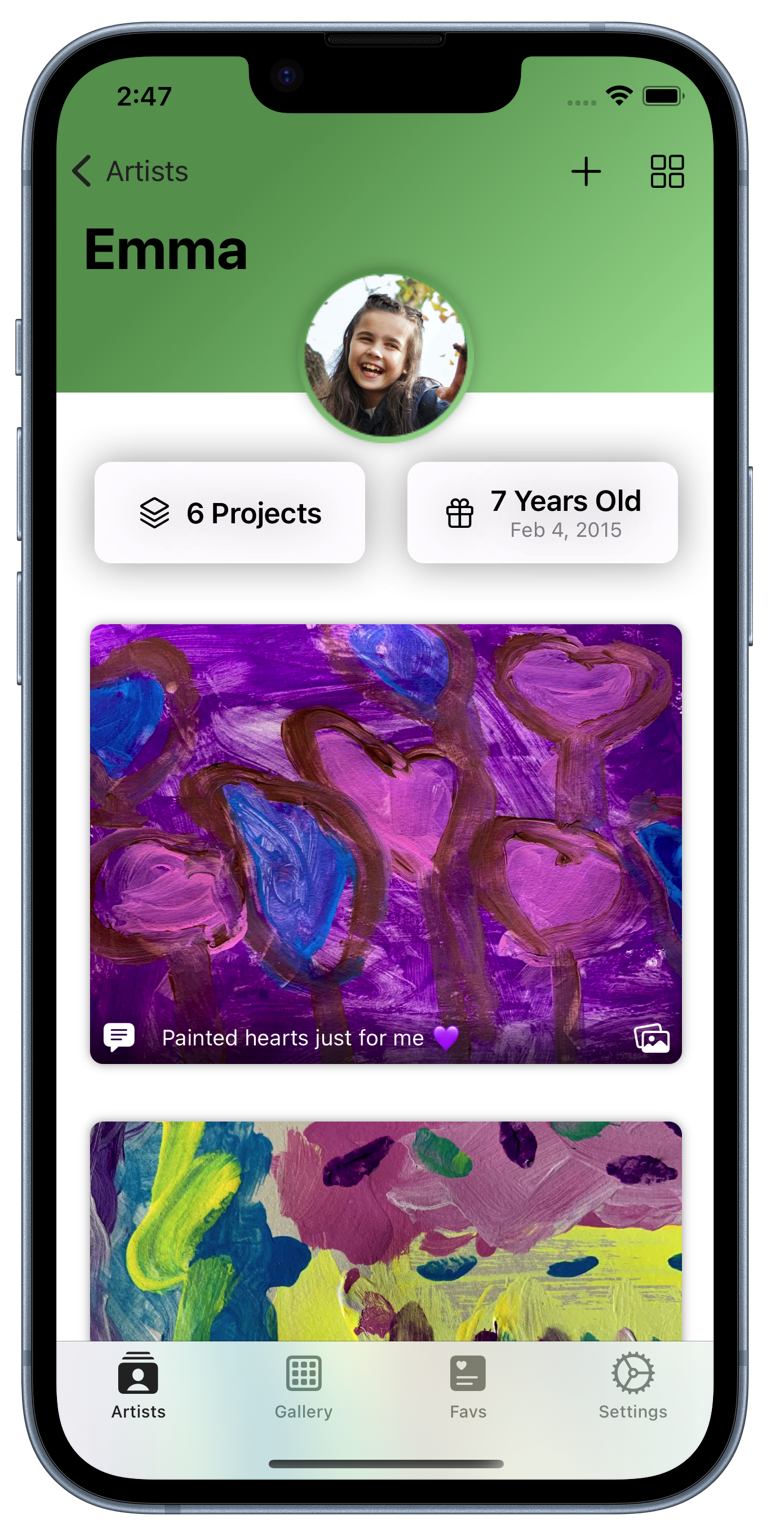 2:47
Artists
Emma
6 Projects
7 Years Old
Feb 4, 2015
Painted hearts just for me 💜
Artists Gallery Favs Settings